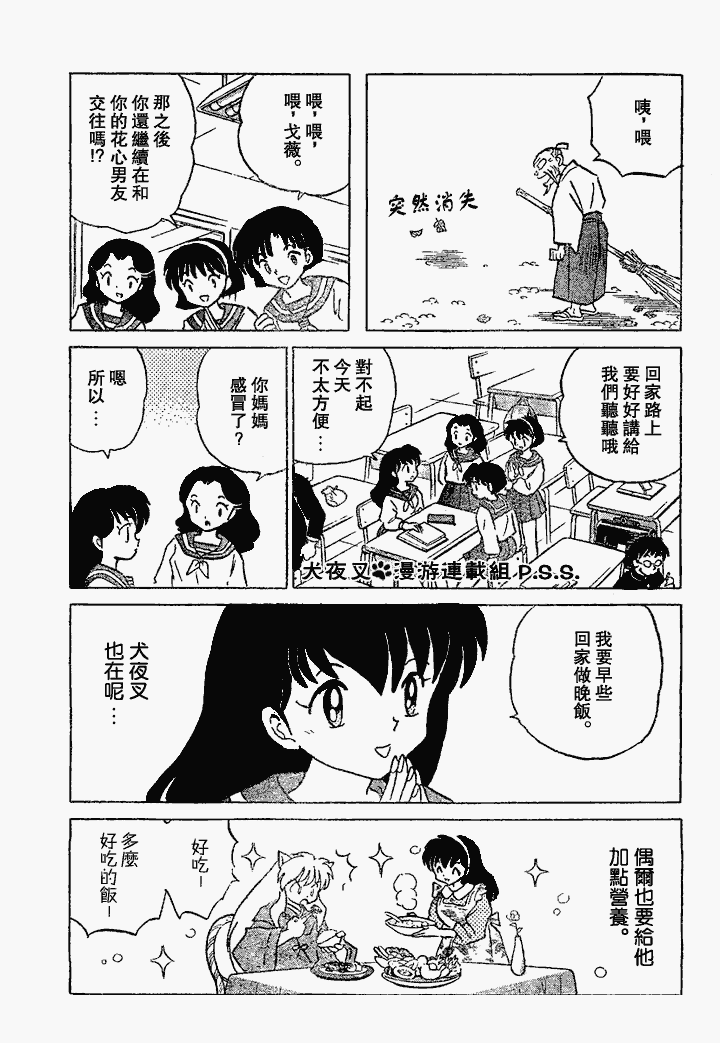 咦，喂
突然消失
喂，喂，
喂，戈薇。
那之後
你還繼續在和
你的花心男友
交往嗎!?
回家路上
要好好講給
我們聽聽哦
對不起
今天
不太方便…
犬夜叉 漫游連載組 P.S.S.
你媽媽
感冒了?
嗯
所以…
我要早些
回家做晚飯。
犬夜叉
也在呢…
偶爾也要給他
加點營養。
好吃—
多麼
好吃的飯—